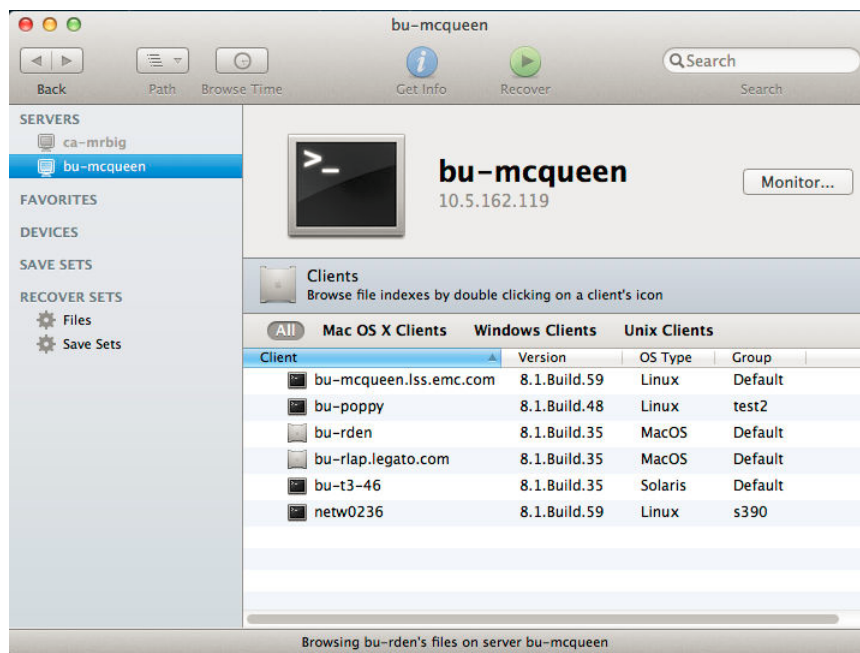 bu-mcqueen
Search
Back Path Browse Time Get Info Recover Search
SERVERS
ca-mrbig
bu-mcqueen
FAVORITES
DEVICES
SAVE SETS
RECOVER SETS
Files
Save Sets
>_
bu-mcqueen
10.5.162.119
Monitor...
Clients
Browse file indexes by double clicking on a client's icon
All Mac OS X Clients Windows Clients Unix Clients
Client Version OS Type Group
bu-mcqueen.lss.emc.com 8.1.Build.59 Linux Default
bu-poppy 8.1.Build.48 Linux test2
bu-rden 8.1.Build.35 MacOS Default
bu-rlap.legato.com 8.1.Build.35 MacOS Default
bu-t3-46 8.1.Build.35 Solaris Default
netw0236 8.1.Build.59 Linux s390
Browsing bu-rden's files on server bu-mcqueen